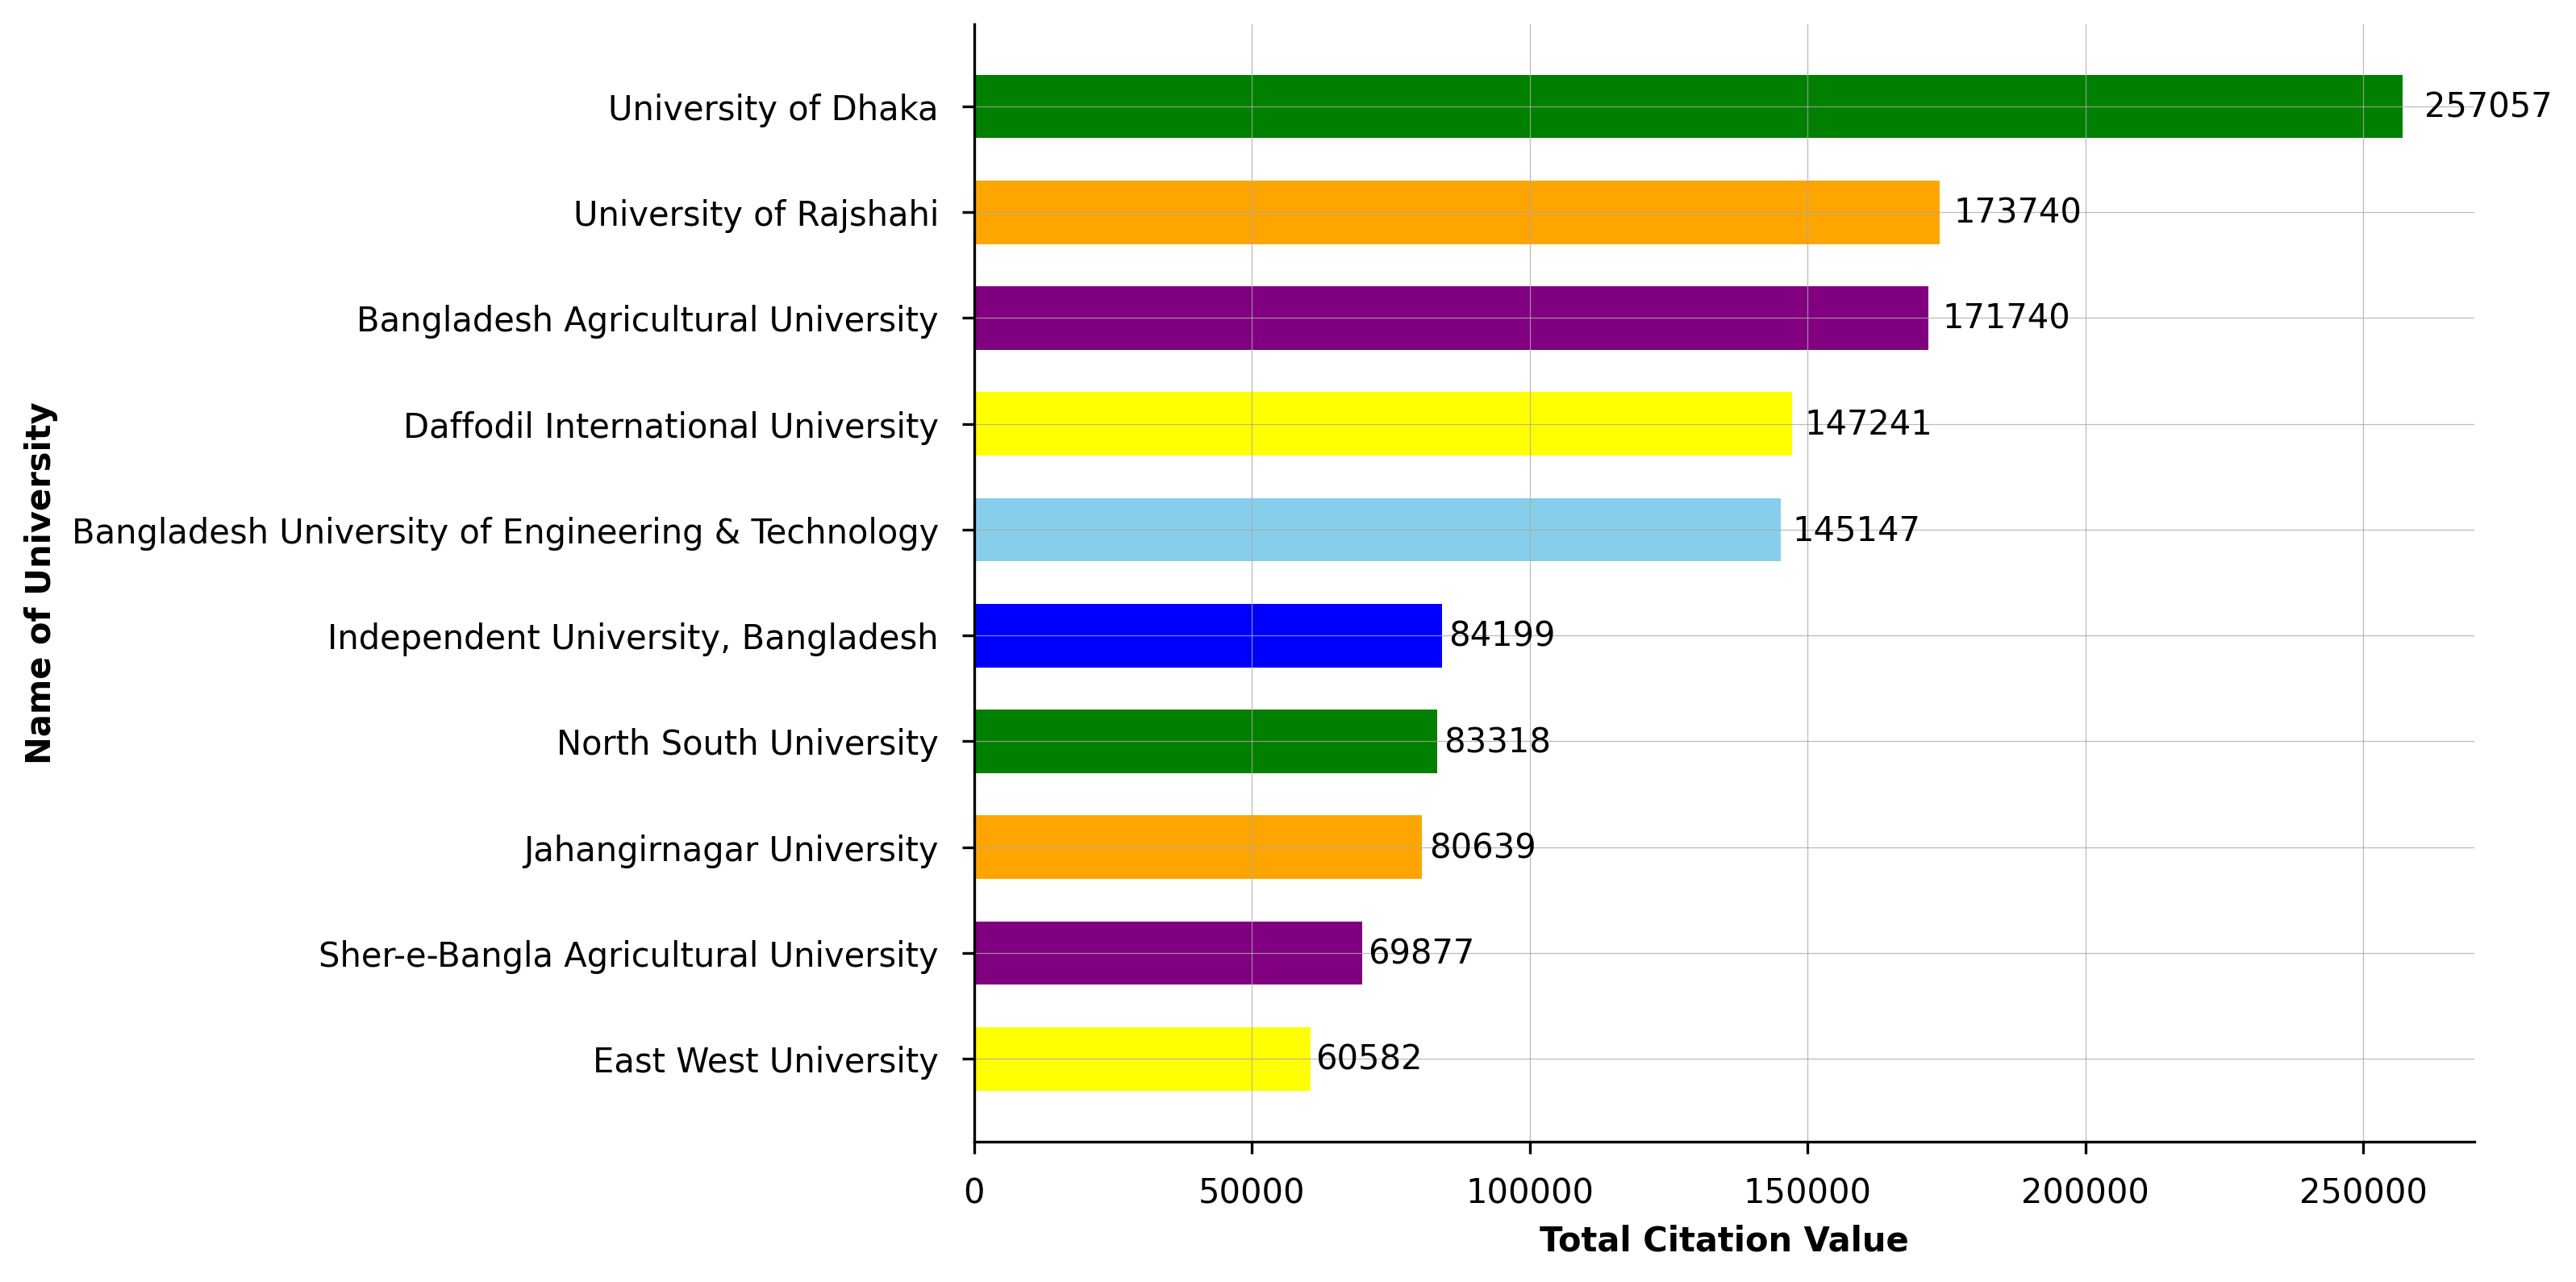 University of Dhaka 257057
University of Rajshahi 173740
Bangladesh Agricultural University 171740
Daffodil International University 147241
Bangladesh University of Engineering & Technology 145147
Independent University, Bangladesh 84199
North South University 83318
Jahangirnagar University 80639
Sher-e-Bangla Agricultural University 69877
East West University 60582
Name of University
0 50000 100000 150000 200000 250000
Total Citation Value